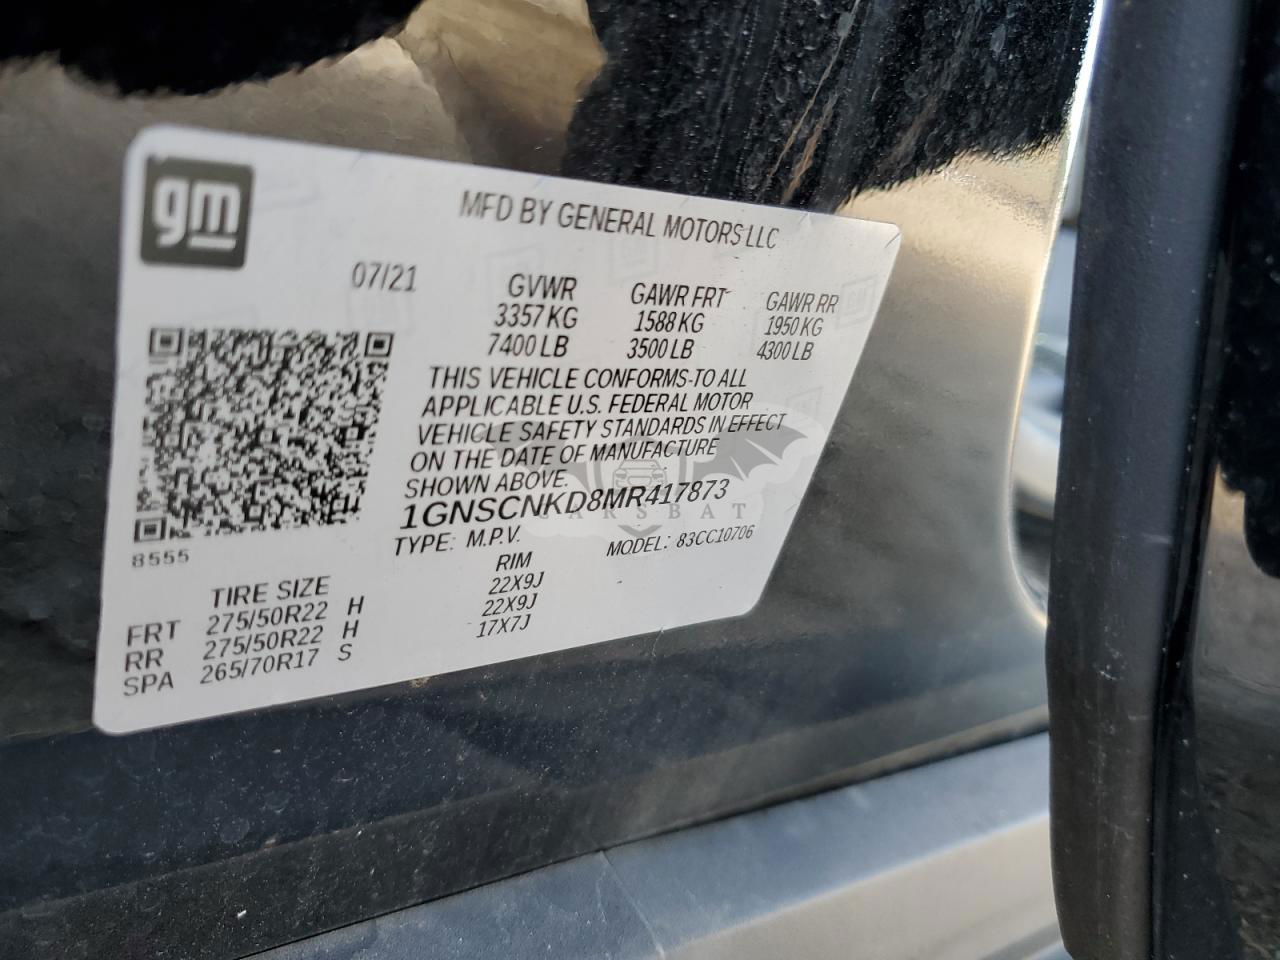 gm
MFD BY GENERAL MOTORS LLC
07/21
GVWR GAWR FRT GAWR RR
3357 KG 1588 KG 1950 KG
7400 LB 3500 LB 4300 LB
THIS VEHICLE CONFORMS TO ALL
APPLICABLE U.S. FEDERAL MOTOR
VEHICLE SAFETY STANDARDS IN EFFECT
ON THE DATE OF MANUFACTURE
SHOWN ABOVE.
1GNSCNKD8MR417873
CARSBAT
TYPE: M.P.V. MODEL: 83CC10706
8555
TIRE SIZE RIM
FRT 275/50R22 H 22X9J
RR 275/50R22 H 22X9J
SPA 265/70R17 S 17X7J